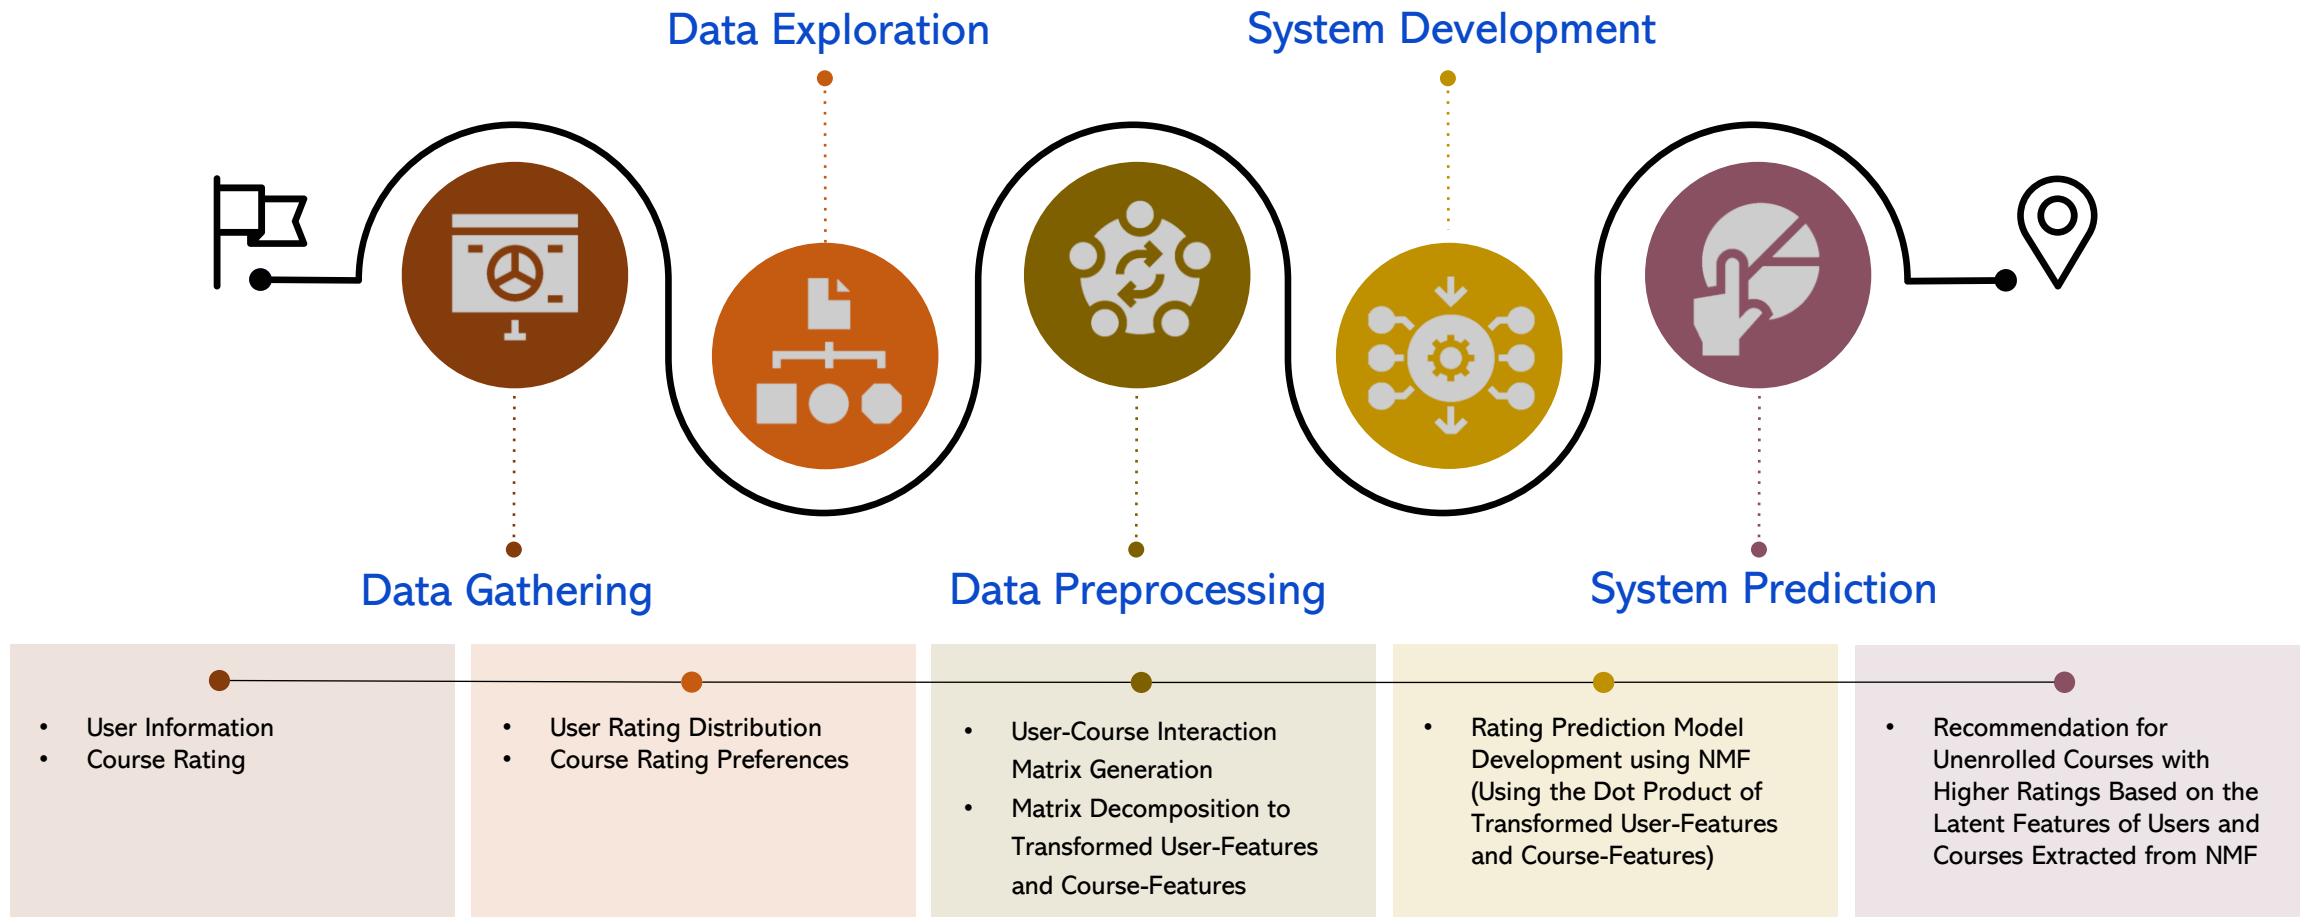 Data Exploration
System Development
Data Gathering
Data Preprocessing
System Prediction
• User Information
• Course Rating
• User Rating Distribution
• Course Rating Preferences
• User-Course Interaction
Matrix Generation
• Matrix Decomposition to
Transformed User-Features
and Course-Features
• Rating Prediction Model
Development using NMF
(Using the Dot Product of
Transformed User-Features
and Course-Features)
• Recommendation for
Unenrolled Courses with
Higher Ratings Based on the
Latent Features of Users and
Courses Extracted from NMF